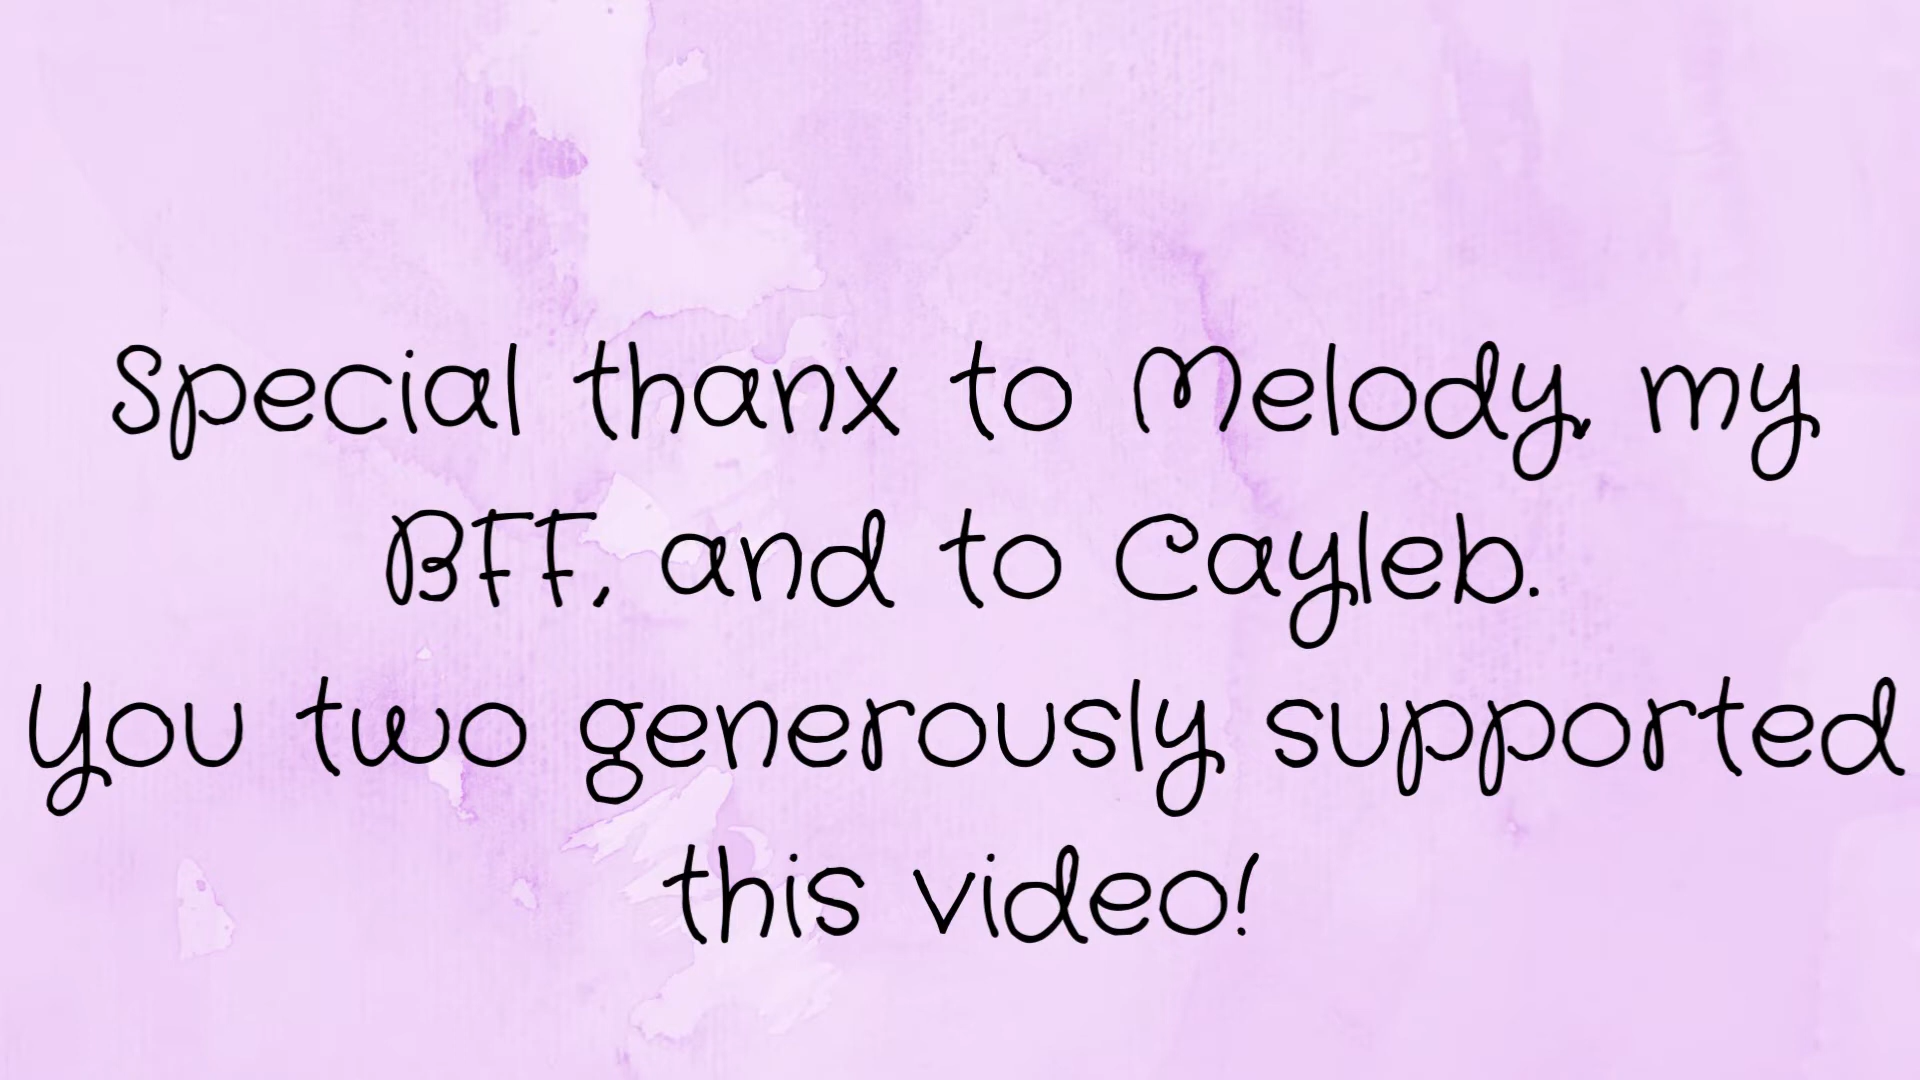 Special thanx to Melody, my
BFF, and to Cayleb.
You two generously supported
this video!